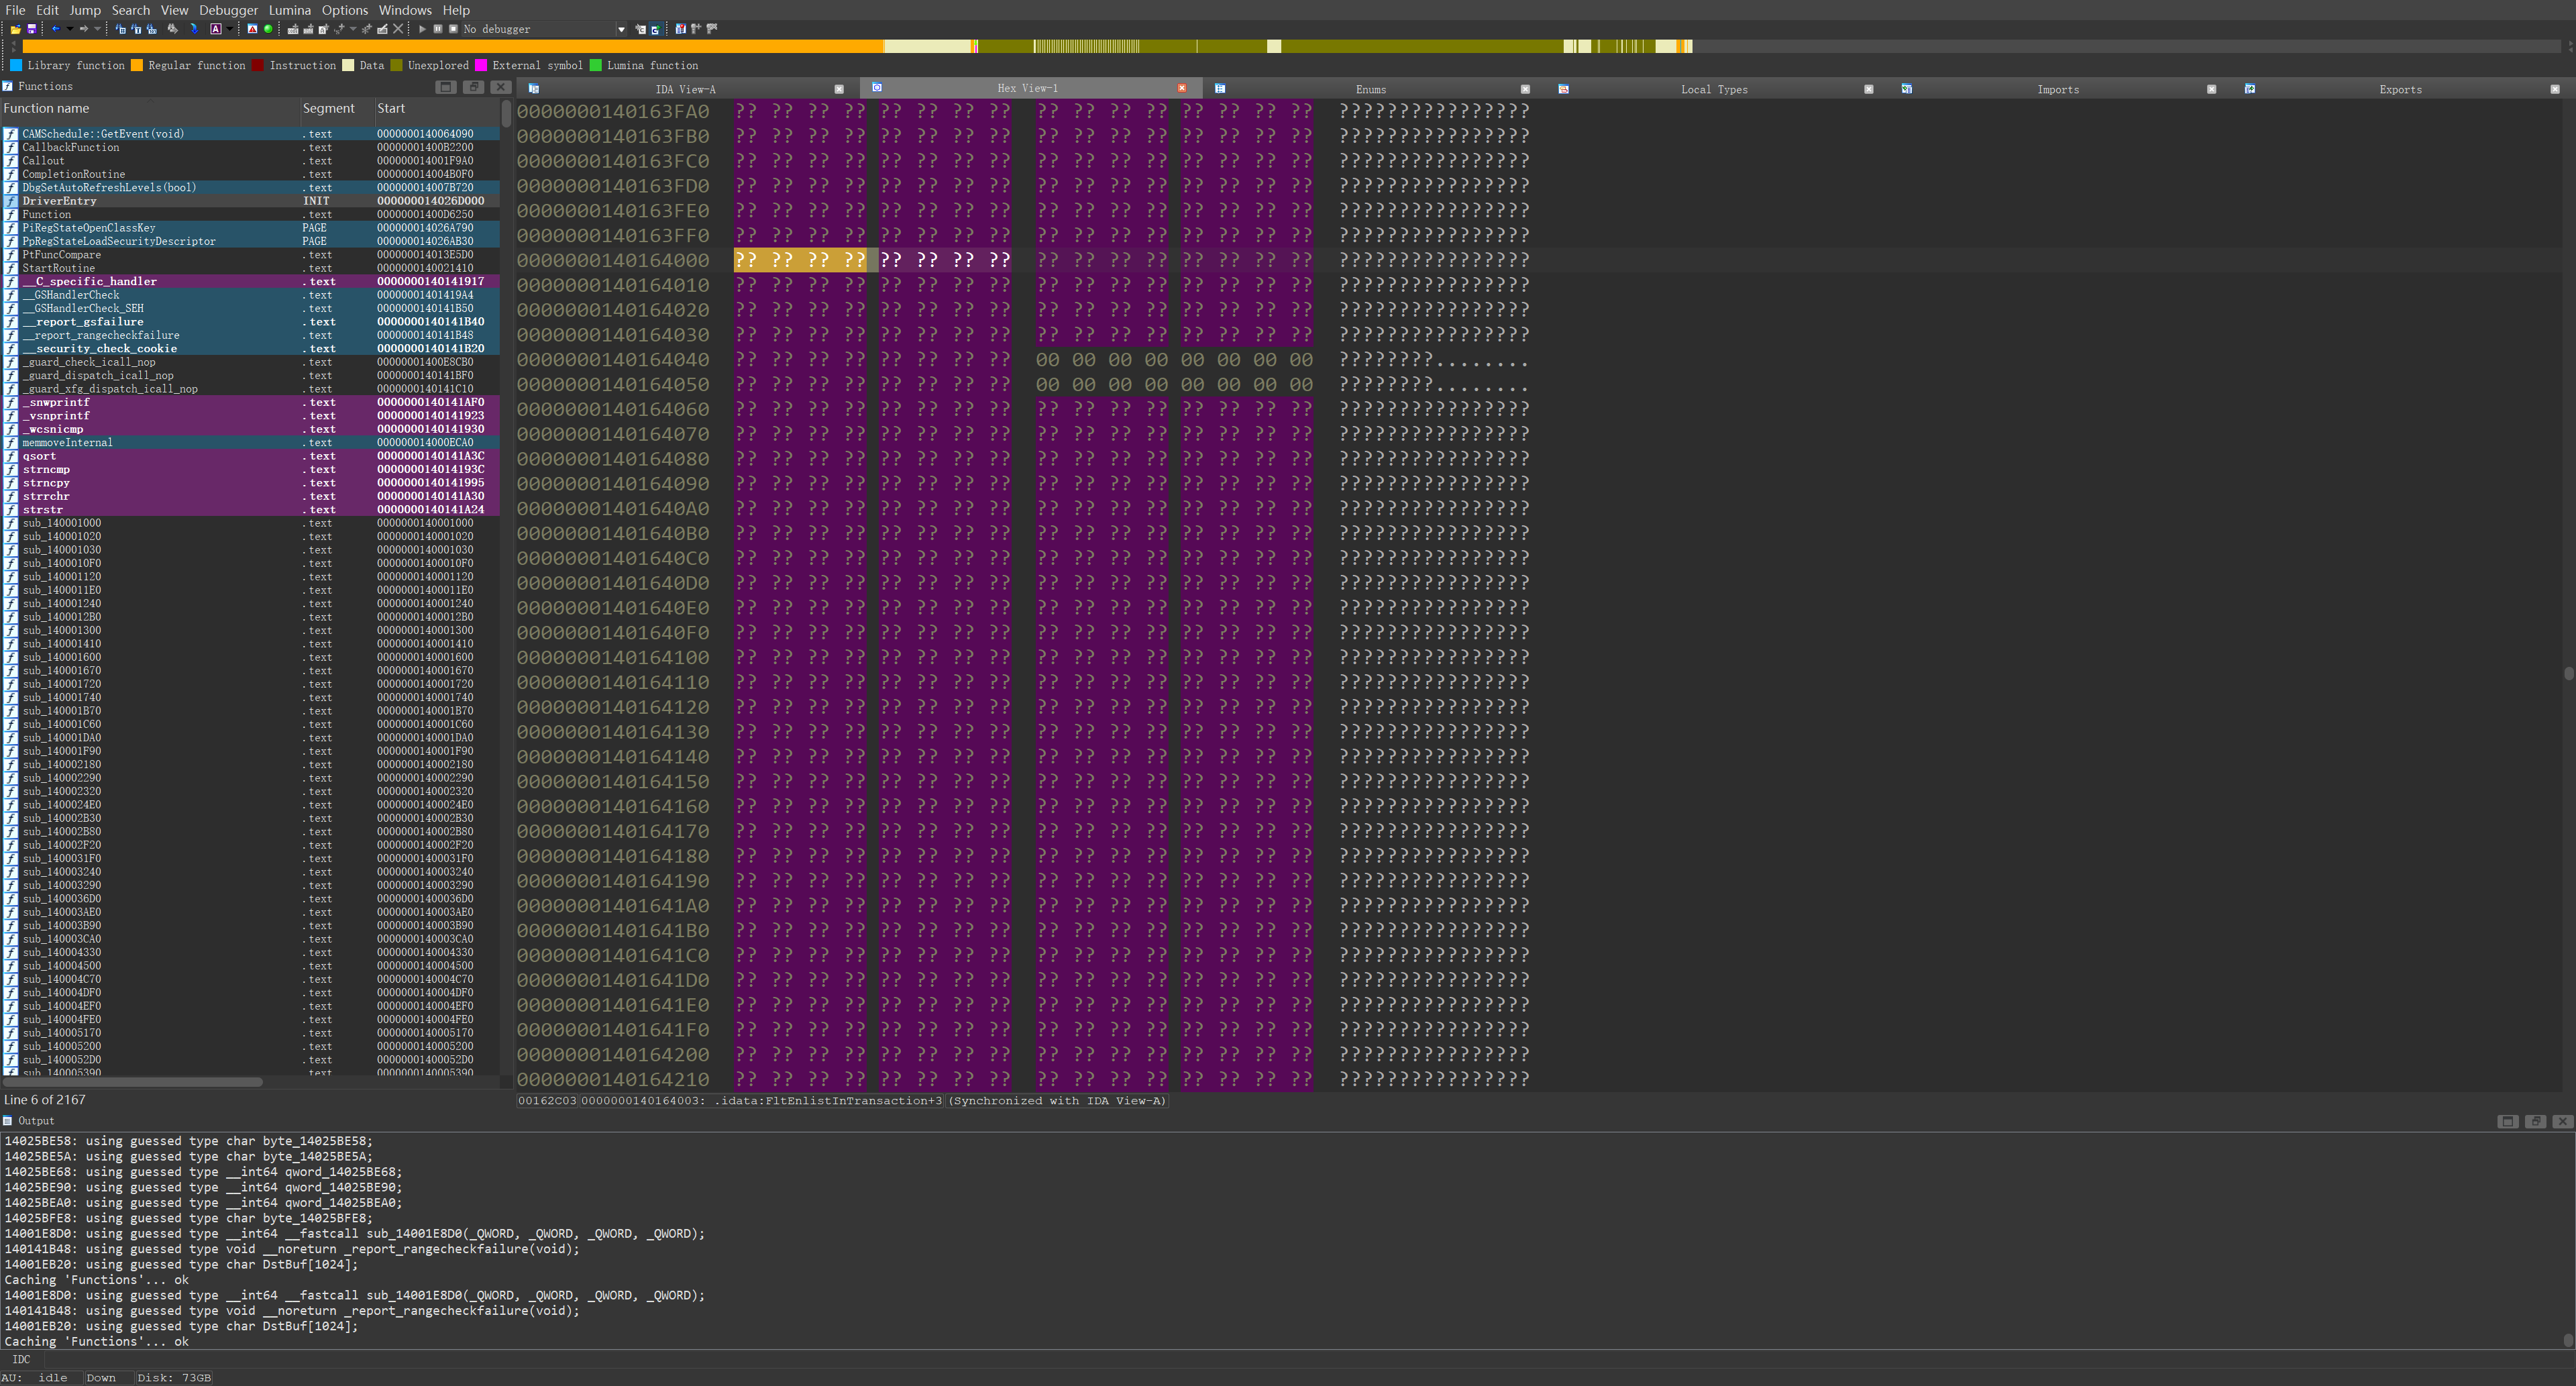 File Edit Jump Search View Debugger Lumina Options Windows Help
No debugger
Library function Regular function Instruction Data Unexplored External symbol Lumina function
Functions
IDA View-A Hex View-1 Enums Local Types Imports Exports
Function name Segment Start
CAMSchedule::GetEvent(void) .text 0000000140064090
CallbackFunction .text 00000001400B2200
Callout .text 000000014001F9A0
CompletionRoutine .text 000000014004B0F0
DbgSetAutoRefreshLevels(bool) .text 000000014007B720
DriverEntry INIT 000000014026D000
Function .text 00000001400D6250
PiRegStateOpenClassKey PAGE 000000014026A790
PpRegStateLoadSecurityDescriptor PAGE 000000014026AB30
PtFuncCompare .text 000000014013E5D0
StartRoutine .text 0000000140021410
__C_specific_handler .text 0000000140141917
__GSHandlerCheck .text 00000001401419A4
__GSHandlerCheck_SEH .text 0000000140141B50
__report_gsfailure .text 0000000140141B40
__report_rangecheckfailure .text 0000000140141B48
__security_check_cookie .text 0000000140141B20
_guard_check_icall_nop .text 00000001400E8CB0
_guard_dispatch_icall_nop .text 0000000140141BF0
_guard_xfg_dispatch_icall_nop .text 0000000140141C10
_snwprintf .text 0000000140141AF0
_vsnprintf .text 0000000140141923
_wcsnicmp .text 0000000140141930
memmoveInternal .text 000000014000ECA0
qsort .text 0000000140141A3C
strncmp .text 000000014014193C
strncpy .text 0000000140141995
strrchr .text 0000000140141A30
strstr .text 0000000140141A24
sub_140001000 .text 0000000140001000
sub_140001020 .text 0000000140001020
sub_140001030 .text 0000000140001030
sub_1400010F0 .text 00000001400010F0
sub_140001120 .text 0000000140001120
sub_1400011E0 .text 00000001400011E0
sub_140001240 .text 0000000140001240
sub_1400012B0 .text 00000001400012B0
sub_140001300 .text 0000000140001300
sub_140001410 .text 0000000140001410
sub_140001600 .text 0000000140001600
sub_140001670 .text 0000000140001670
sub_140001720 .text 0000000140001720
sub_140001740 .text 0000000140001740
sub_140001B70 .text 0000000140001B70
sub_140001C60 .text 0000000140001C60
sub_140001DA0 .text 0000000140001DA0
sub_140001F90 .text 0000000140001F90
sub_140002180 .text 0000000140002180
sub_140002290 .text 0000000140002290
sub_140002320 .text 0000000140002320
sub_1400024E0 .text 00000001400024E0
sub_140002B30 .text 0000000140002B30
sub_140002B80 .text 0000000140002B80
sub_140002F20 .text 0000000140002F20
sub_1400031F0 .text 00000001400031F0
sub_140003240 .text 0000000140003240
sub_140003290 .text 0000000140003290
sub_1400036D0 .text 00000001400036D0
sub_140003AE0 .text 0000000140003AE0
sub_140003B90 .text 0000000140003B90
sub_140003CA0 .text 0000000140003CA0
sub_140004330 .text 0000000140004330
sub_140004500 .text 0000000140004500
sub_140004C70 .text 0000000140004C70
sub_140004DF0 .text 0000000140004DF0
sub_140004EF0 .text 0000000140004EF0
sub_140004FE0 .text 0000000140004FE0
sub_140005170 .text 0000000140005170
sub_140005200 .text 0000000140005200
sub_1400052D0 .text 00000001400052D0
sub_140005390 .text 0000000140005390
Line 6 of 2167
0000000140163FA0 ?? ?? ?? ?? ?? ?? ?? ?? ?? ?? ?? ?? ?? ?? ?? ?? ????????????????
0000000140163FB0 ?? ?? ?? ?? ?? ?? ?? ?? ?? ?? ?? ?? ?? ?? ?? ?? ????????????????
0000000140163FC0 ?? ?? ?? ?? ?? ?? ?? ?? ?? ?? ?? ?? ?? ?? ?? ?? ????????????????
0000000140163FD0 ?? ?? ?? ?? ?? ?? ?? ?? ?? ?? ?? ?? ?? ?? ?? ?? ????????????????
0000000140163FE0 ?? ?? ?? ?? ?? ?? ?? ?? ?? ?? ?? ?? ?? ?? ?? ?? ????????????????
0000000140163FF0 ?? ?? ?? ?? ?? ?? ?? ?? ?? ?? ?? ?? ?? ?? ?? ?? ????????????????
0000000140164000 ?? ?? ?? ?? ?? ?? ?? ?? ?? ?? ?? ?? ?? ?? ?? ?? ????????????????
0000000140164010 ?? ?? ?? ?? ?? ?? ?? ?? ?? ?? ?? ?? ?? ?? ?? ?? ????????????????
0000000140164020 ?? ?? ?? ?? ?? ?? ?? ?? ?? ?? ?? ?? ?? ?? ?? ?? ????????????????
0000000140164030 ?? ?? ?? ?? ?? ?? ?? ?? ?? ?? ?? ?? ?? ?? ?? ?? ????????????????
0000000140164040 ?? ?? ?? ?? ?? ?? ?? ?? 00 00 00 00 00 00 00 00 ????????........
0000000140164050 ?? ?? ?? ?? ?? ?? ?? ?? 00 00 00 00 00 00 00 00 ????????........
0000000140164060 ?? ?? ?? ?? ?? ?? ?? ?? ?? ?? ?? ?? ?? ?? ?? ?? ????????????????
0000000140164070 ?? ?? ?? ?? ?? ?? ?? ?? ?? ?? ?? ?? ?? ?? ?? ?? ????????????????
0000000140164080 ?? ?? ?? ?? ?? ?? ?? ?? ?? ?? ?? ?? ?? ?? ?? ?? ????????????????
0000000140164090 ?? ?? ?? ?? ?? ?? ?? ?? ?? ?? ?? ?? ?? ?? ?? ?? ????????????????
00000001401640A0 ?? ?? ?? ?? ?? ?? ?? ?? ?? ?? ?? ?? ?? ?? ?? ?? ????????????????
00000001401640B0 ?? ?? ?? ?? ?? ?? ?? ?? ?? ?? ?? ?? ?? ?? ?? ?? ????????????????
00000001401640C0 ?? ?? ?? ?? ?? ?? ?? ?? ?? ?? ?? ?? ?? ?? ?? ?? ????????????????
00000001401640D0 ?? ?? ?? ?? ?? ?? ?? ?? ?? ?? ?? ?? ?? ?? ?? ?? ????????????????
00000001401640E0 ?? ?? ?? ?? ?? ?? ?? ?? ?? ?? ?? ?? ?? ?? ?? ?? ????????????????
00000001401640F0 ?? ?? ?? ?? ?? ?? ?? ?? ?? ?? ?? ?? ?? ?? ?? ?? ????????????????
0000000140164100 ?? ?? ?? ?? ?? ?? ?? ?? ?? ?? ?? ?? ?? ?? ?? ?? ????????????????
0000000140164110 ?? ?? ?? ?? ?? ?? ?? ?? ?? ?? ?? ?? ?? ?? ?? ?? ????????????????
0000000140164120 ?? ?? ?? ?? ?? ?? ?? ?? ?? ?? ?? ?? ?? ?? ?? ?? ????????????????
0000000140164130 ?? ?? ?? ?? ?? ?? ?? ?? ?? ?? ?? ?? ?? ?? ?? ?? ????????????????
0000000140164140 ?? ?? ?? ?? ?? ?? ?? ?? ?? ?? ?? ?? ?? ?? ?? ?? ????????????????
0000000140164150 ?? ?? ?? ?? ?? ?? ?? ?? ?? ?? ?? ?? ?? ?? ?? ?? ????????????????
0000000140164160 ?? ?? ?? ?? ?? ?? ?? ?? ?? ?? ?? ?? ?? ?? ?? ?? ????????????????
0000000140164170 ?? ?? ?? ?? ?? ?? ?? ?? ?? ?? ?? ?? ?? ?? ?? ?? ????????????????
0000000140164180 ?? ?? ?? ?? ?? ?? ?? ?? ?? ?? ?? ?? ?? ?? ?? ?? ????????????????
0000000140164190 ?? ?? ?? ?? ?? ?? ?? ?? ?? ?? ?? ?? ?? ?? ?? ?? ????????????????
00000001401641A0 ?? ?? ?? ?? ?? ?? ?? ?? ?? ?? ?? ?? ?? ?? ?? ?? ????????????????
00000001401641B0 ?? ?? ?? ?? ?? ?? ?? ?? ?? ?? ?? ?? ?? ?? ?? ?? ????????????????
00000001401641C0 ?? ?? ?? ?? ?? ?? ?? ?? ?? ?? ?? ?? ?? ?? ?? ?? ????????????????
00000001401641D0 ?? ?? ?? ?? ?? ?? ?? ?? ?? ?? ?? ?? ?? ?? ?? ?? ????????????????
00000001401641E0 ?? ?? ?? ?? ?? ?? ?? ?? ?? ?? ?? ?? ?? ?? ?? ?? ????????????????
00000001401641F0 ?? ?? ?? ?? ?? ?? ?? ?? ?? ?? ?? ?? ?? ?? ?? ?? ????????????????
0000000140164200 ?? ?? ?? ?? ?? ?? ?? ?? ?? ?? ?? ?? ?? ?? ?? ?? ????????????????
0000000140164210 ?? ?? ?? ?? ?? ?? ?? ?? ?? ?? ?? ?? ?? ?? ?? ?? ????????????????
00162C03 0000000140164003: .idata:FltEnlistInTransaction+3 (Synchronized with IDA View-A)
Output
14025BE58: using guessed type char byte_14025BE58;
14025BE5A: using guessed type char byte_14025BE5A;
14025BE68: using guessed type __int64 qword_14025BE68;
14025BE90: using guessed type __int64 qword_14025BE90;
14025BEA0: using guessed type __int64 qword_14025BEA0;
14025BFE8: using guessed type char byte_14025BFE8;
14001E8D0: using guessed type __int64 __fastcall sub_14001E8D0(_QWORD, _QWORD, _QWORD, _QWORD);
140141B48: using guessed type void __noreturn _report_rangecheckfailure(void);
14001EB20: using guessed type char DstBuf[1024];
Caching 'Functions'... ok
14001E8D0: using guessed type __int64 __fastcall sub_14001E8D0(_QWORD, _QWORD, _QWORD, _QWORD);
140141B48: using guessed type void __noreturn _report_rangecheckfailure(void);
14001EB20: using guessed type char DstBuf[1024];
Caching 'Functions'... ok
IDC
AU: idle Down Disk: 73GB